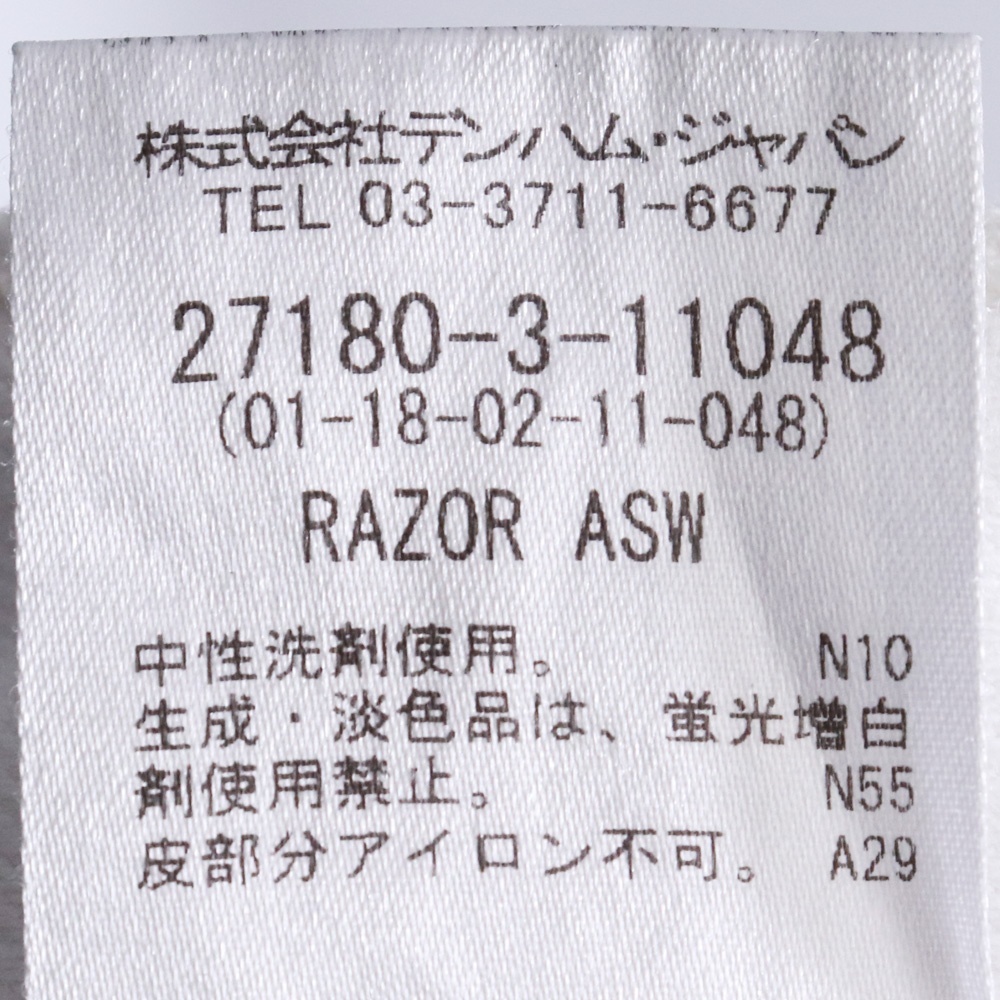 株式会社デンハム・ジャパン
TEL 03-3711-6677
27180-3-11048
(01-18-02-11-048)
RAZOR ASW
中性洗剤使用。 N10
生成・淡色品は、蛍光増白
剤使用禁止。 N55
皮部分アイロン不可。 A29